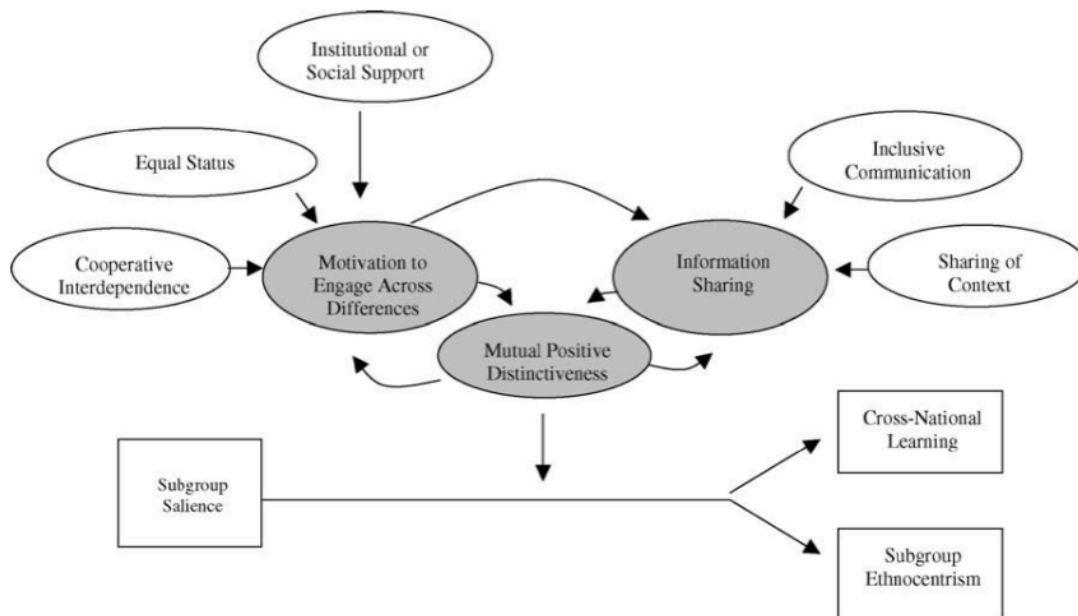 Institutional or
Social Support
Equal Status
Inclusive
Communication
Cooperative
Interdependence
Motivation to
Engage Across
Differences
Information
Sharing
Sharing of
Context
Mutual Positive
Distinctiveness
Cross-National
Learning
Subgroup
Salience
Subgroup
Ethnocentrism